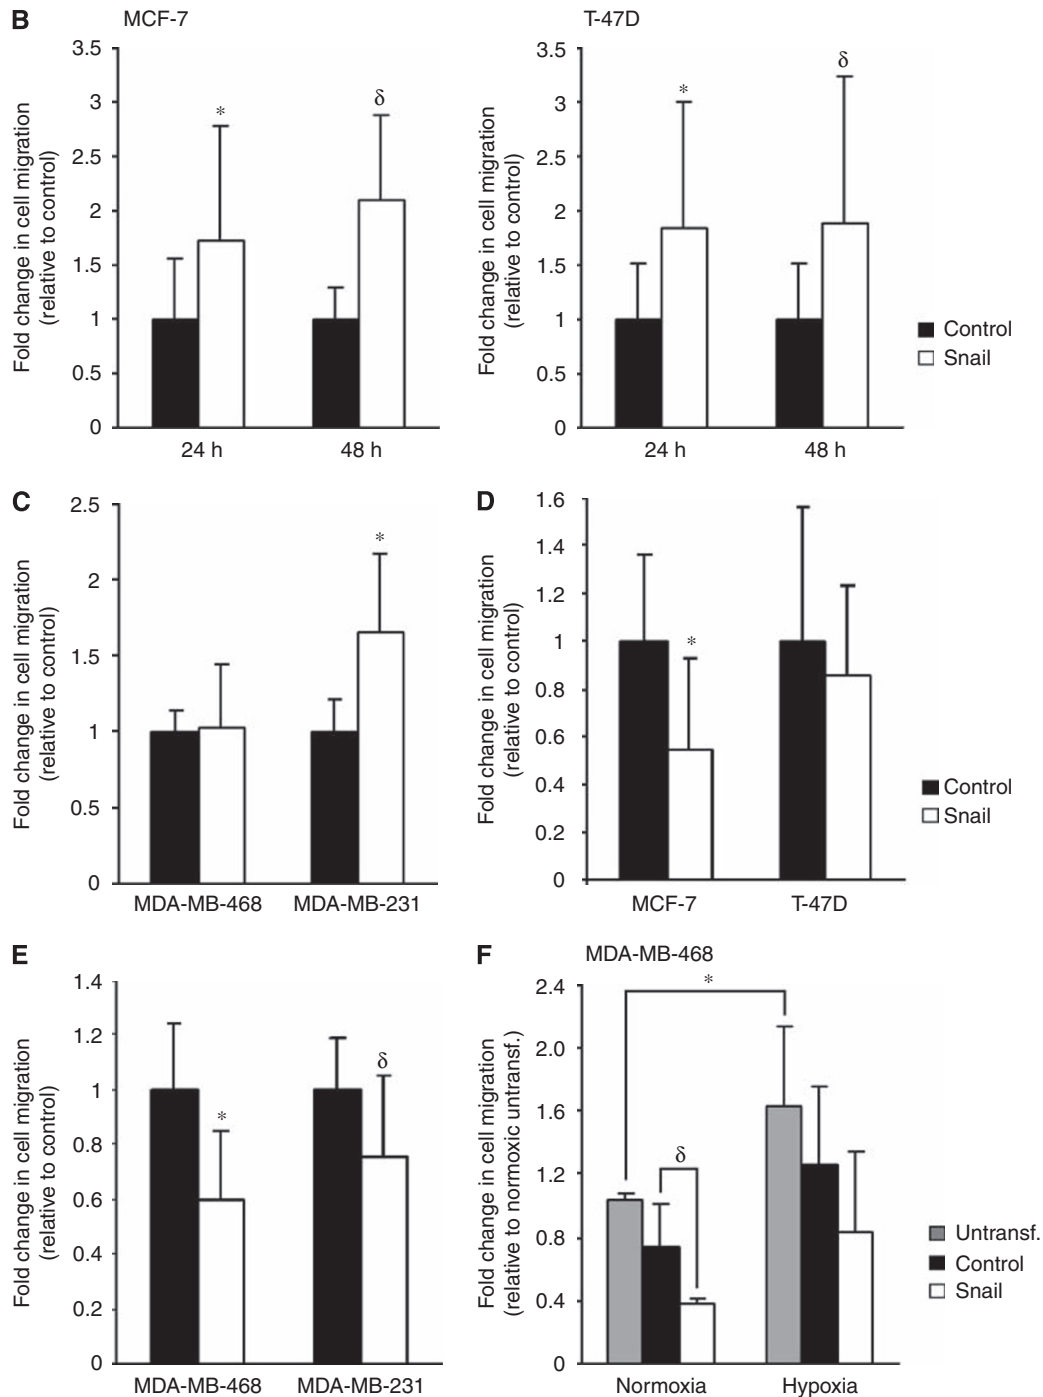 B
MCF-7
Fold change in cell migration
(relative to control)
3.5
3
2.5
2
1.5
1
0.5
0
*
δ
24 h
48 h
T-47D
Fold change in cell migration
(relative to control)
3.5
3
2.5
2
1.5
1
0.5
0
*
δ
24 h
48 h
Control
Snail
C
Fold change in cell migration
(relative to control)
2.5
2
1.5
1
0.5
0
*
MDA-MB-468
MDA-MB-231
D
Fold change in cell migration
(relative to control)
1.6
1.4
1.2
1
0.8
0.6
0.4
0.2
0
*
MCF-7
T-47D
Control
Snail
E
Fold change in cell migration
(relative to control)
1.4
1.2
1
0.8
0.6
0.4
0.2
0
*
δ
MDA-MB-468
MDA-MB-231
F
MDA-MB-468
Fold change in cell migration
(relative to normoxic untransf.)
2.4
2.0
1.6
1.2
0.8
0.4
0
*
δ
Normoxia
Hypoxia
Untransf.
Control
Snail